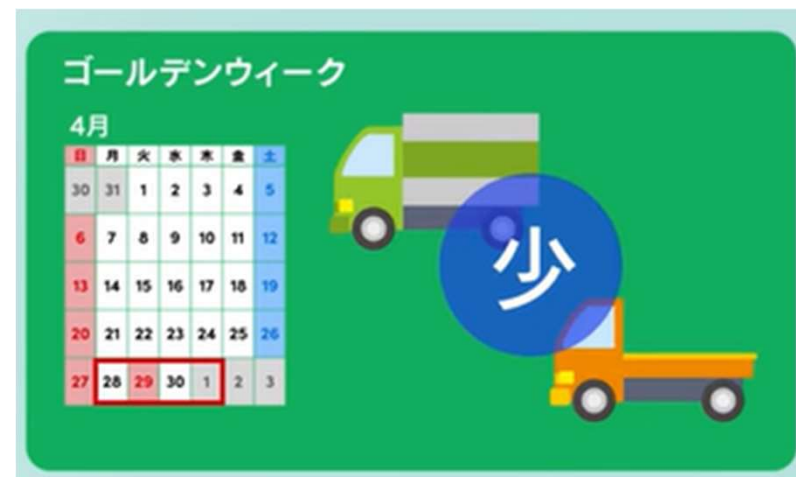 ゴールデンウィーク
4月
日 月 火 水 木 金 土
30 31 1 2 3 4 5
6 7 8 9 10 11 12
13 14 15 16 17 18 19
20 21 22 23 24 25 26
27 28 29 30 1 2 3
少